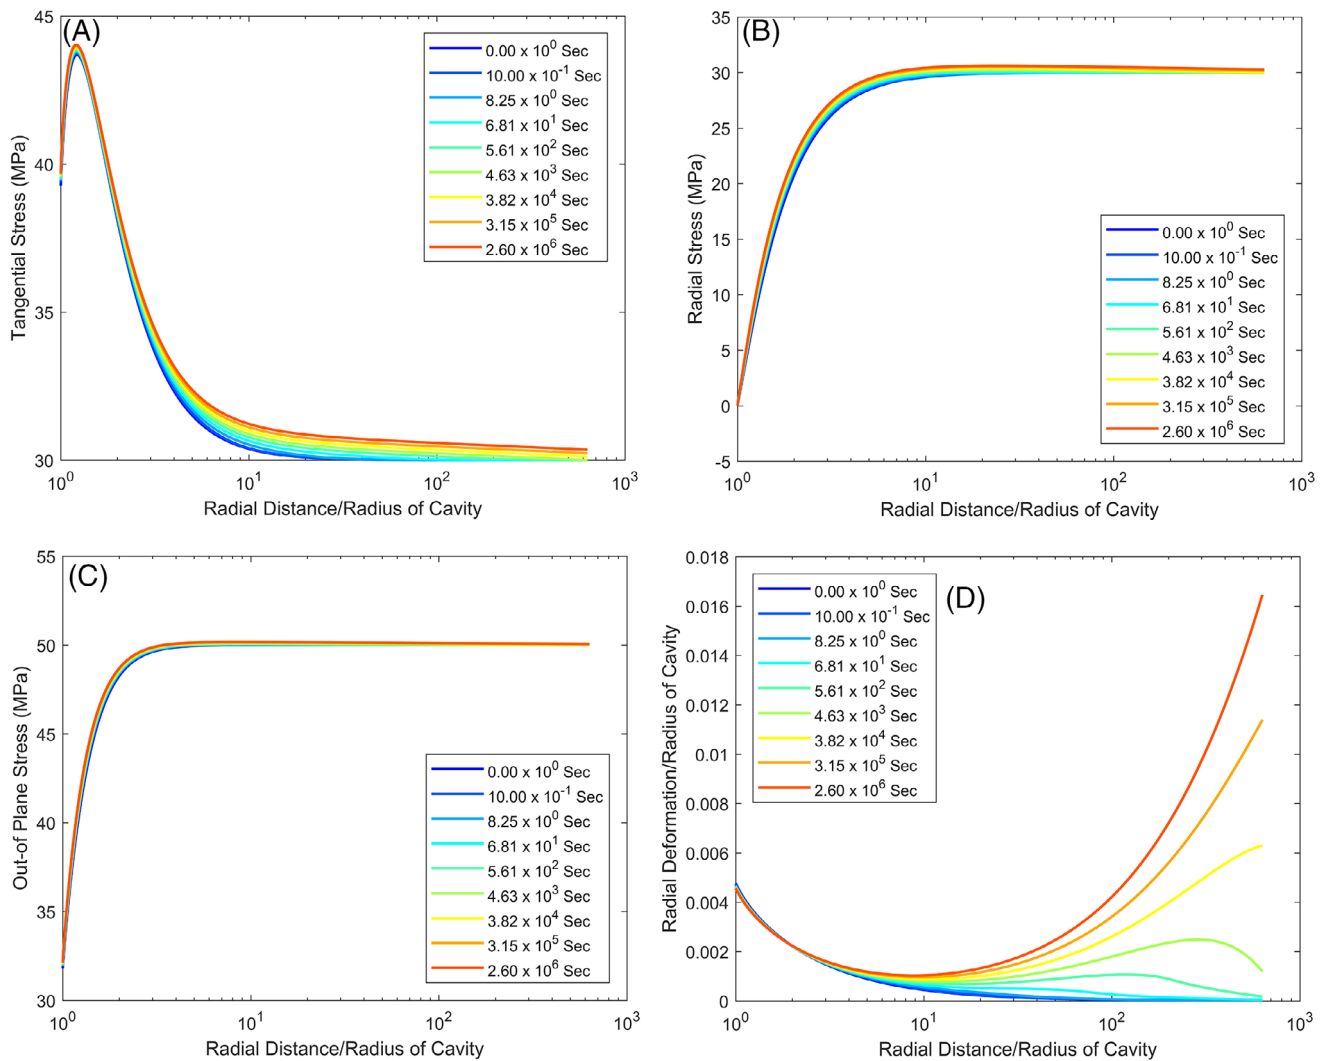 (A)
45
40
35
30
Tangential Stress (MPa)
0.00 x 10^0 Sec
10.00 x 10^-1 Sec
8.25 x 10^0 Sec
6.81 x 10^1 Sec
5.61 x 10^2 Sec
4.63 x 10^3 Sec
3.82 x 10^4 Sec
3.15 x 10^5 Sec
2.60 x 10^6 Sec
10^0 10^1 10^2 10^3
Radial Distance/Radius of Cavity
(B)
35
30
25
20
15
10
5
0
-5
Radial Stress (MPa)
0.00 x 10^0 Sec
10.00 x 10^-1 Sec
8.25 x 10^0 Sec
6.81 x 10^1 Sec
5.61 x 10^2 Sec
4.63 x 10^3 Sec
3.82 x 10^4 Sec
3.15 x 10^5 Sec
2.60 x 10^6 Sec
10^0 10^1 10^2 10^3
Radial Distance/Radius of Cavity
(C)
55
50
45
40
35
30
Out-of Plane Stress (MPa)
0.00 x 10^0 Sec
10.00 x 10^-1 Sec
8.25 x 10^0 Sec
6.81 x 10^1 Sec
5.61 x 10^2 Sec
4.63 x 10^3 Sec
3.82 x 10^4 Sec
3.15 x 10^5 Sec
2.60 x 10^6 Sec
10^0 10^1 10^2 10^3
Radial Distance/Radius of Cavity
(D)
0.018
0.016
0.014
0.012
0.01
0.008
0.006
0.004
0.002
0
Radial Deformation/Radius of Cavity
0.00 x 10^0 Sec
10.00 x 10^-1 Sec
8.25 x 10^0 Sec
6.81 x 10^1 Sec
5.61 x 10^2 Sec
4.63 x 10^3 Sec
3.82 x 10^4 Sec
3.15 x 10^5 Sec
2.60 x 10^6 Sec
10^0 10^1 10^2 10^3
Radial Distance/Radius of Cavity